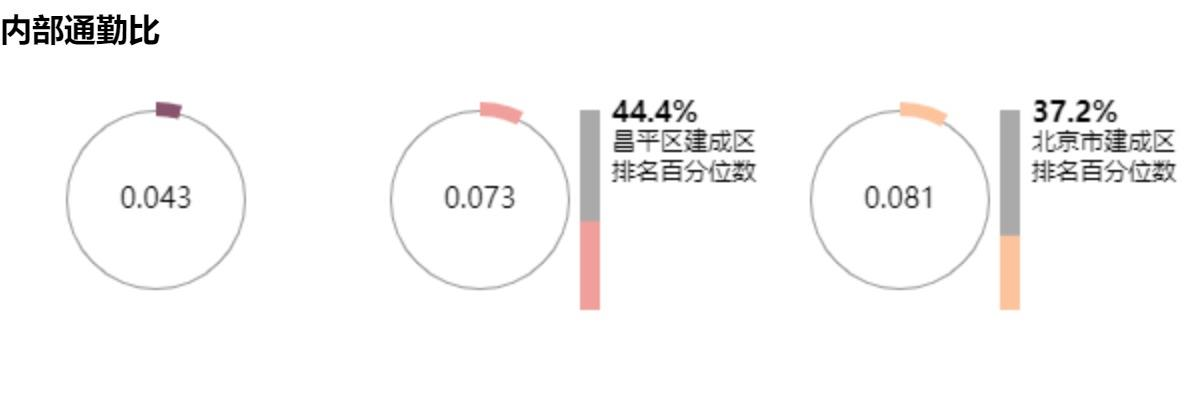 内部通勤比
0.043
0.073
44.4%
昌平区建成区
排名百分位数
0.081
37.2%
北京市建成区
排名百分位数